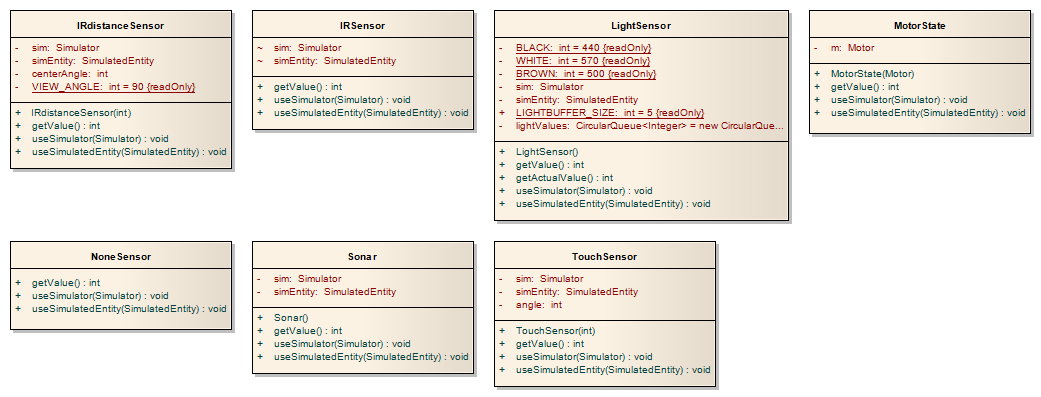 IRdistanceSensor
- sim: Simulator
- simEntity: SimulatedEntity
- centerAngle: int
- VIEW_ANGLE: int = 90 {readOnly}
+ IRdistanceSensor(int)
+ getValue() : int
+ useSimulator(Simulator) : void
+ useSimulatedEntity(SimulatedEntity) : void
IRSensor
~ sim: Simulator
~ simEntity: SimulatedEntity
+ getValue() : int
+ useSimulator(Simulator) : void
+ useSimulatedEntity(SimulatedEntity) : void
LightSensor
- BLACK: int = 440 {readOnly}
- WHITE: int = 570 {readOnly}
- BROWN: int = 500 {readOnly}
- sim: Simulator
- simEntity: SimulatedEntity
+ LIGHTBUFFER_SIZE: int = 5 {readOnly}
- lightValues: CircularQueue<Integer> = new CircularQue...
+ LightSensor()
+ getValue() : int
+ getActualValue() : int
+ useSimulator(Simulator) : void
+ useSimulatedEntity(SimulatedEntity) : void
MotorState
- m: Motor
+ MotorState(Motor)
+ getValue() : int
+ useSimulator(Simulator) : void
+ useSimulatedEntity(SimulatedEntity) : void
NoneSensor
+ getValue() : int
+ useSimulator(Simulator) : void
+ useSimulatedEntity(SimulatedEntity) : void
Sonar
- sim: Simulator
- simEntity: SimulatedEntity
+ Sonar()
+ getValue() : int
+ useSimulator(Simulator) : void
+ useSimulatedEntity(SimulatedEntity) : void
TouchSensor
- sim: Simulator
- simEntity: SimulatedEntity
- angle: int
+ TouchSensor(int)
+ getValue() : int
+ useSimulator(Simulator) : void
+ useSimulatedEntity(SimulatedEntity) : void